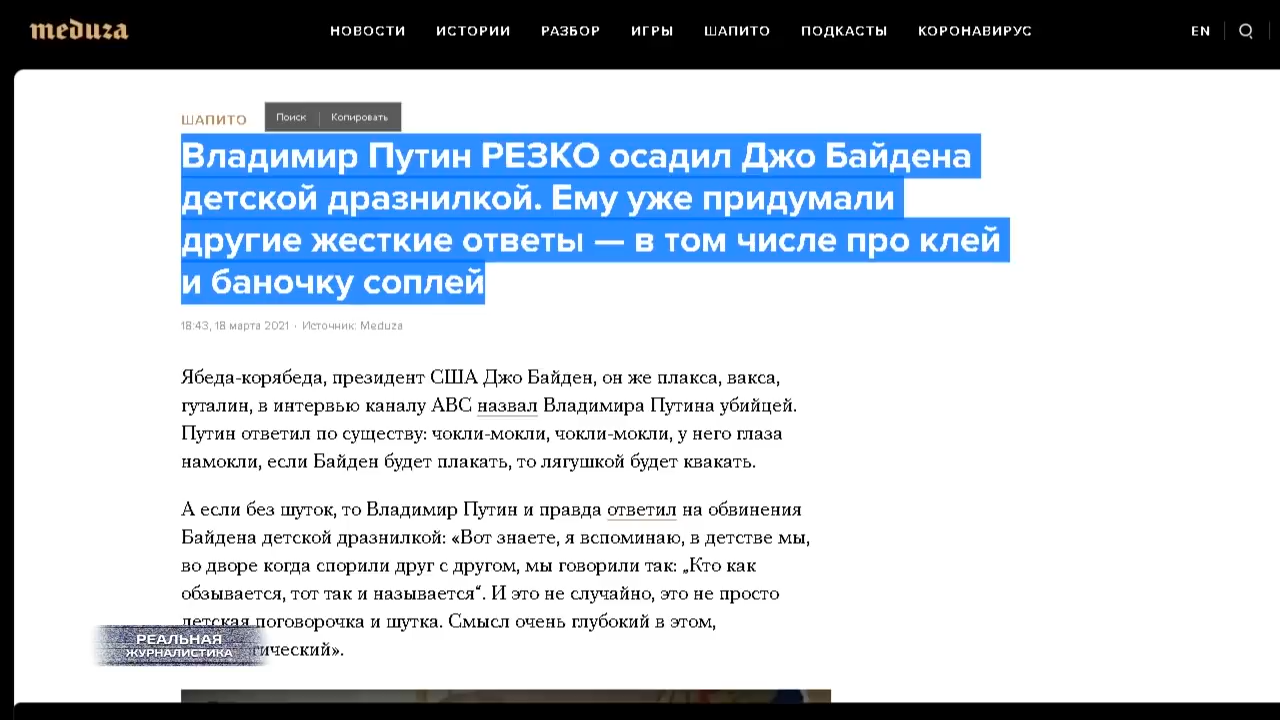 meduza
НОВОСТИ ИСТОРИИ РАЗБОР ИГРЫ ШАПИТО ПОДКАСТЫ КОРОНАВИРУС EN
ШАПИТО
Поиск Копировать
Владимир Путин РЕЗКО осадил Джо Байдена
детской дразнилкой. Ему уже придумали
другие жесткие ответы — в том числе про клей
и баночку соплей
18:43, 18 марта 2021 · Источник: Meduza
Ябеда-корябеда, президент США Джо Байден, он же плакса, вакса,
гуталин, в интервью каналу ABC назвал Владимира Путина убийцей.
Путин ответил по существу: чокли-мокли, чокли-мокли, у него глаза
намокли, если Байден будет плакать, то лягушкой будет квакать.
А если без шуток, то Владимир Путин и правда ответил на обвинения
Байдена детской дразнилкой: «Вот знаете, я вспоминаю, в детстве мы,
во дворе когда спорили друг с другом, мы говорили так: „Кто как
обзывается, тот так и называется“. И это не случайно, это не просто
детская поговорочка и шутка. Смысл очень глубокий в этом,
гический».
РЕАЛЬНАЯ
ЖУРНАЛИСТИКА